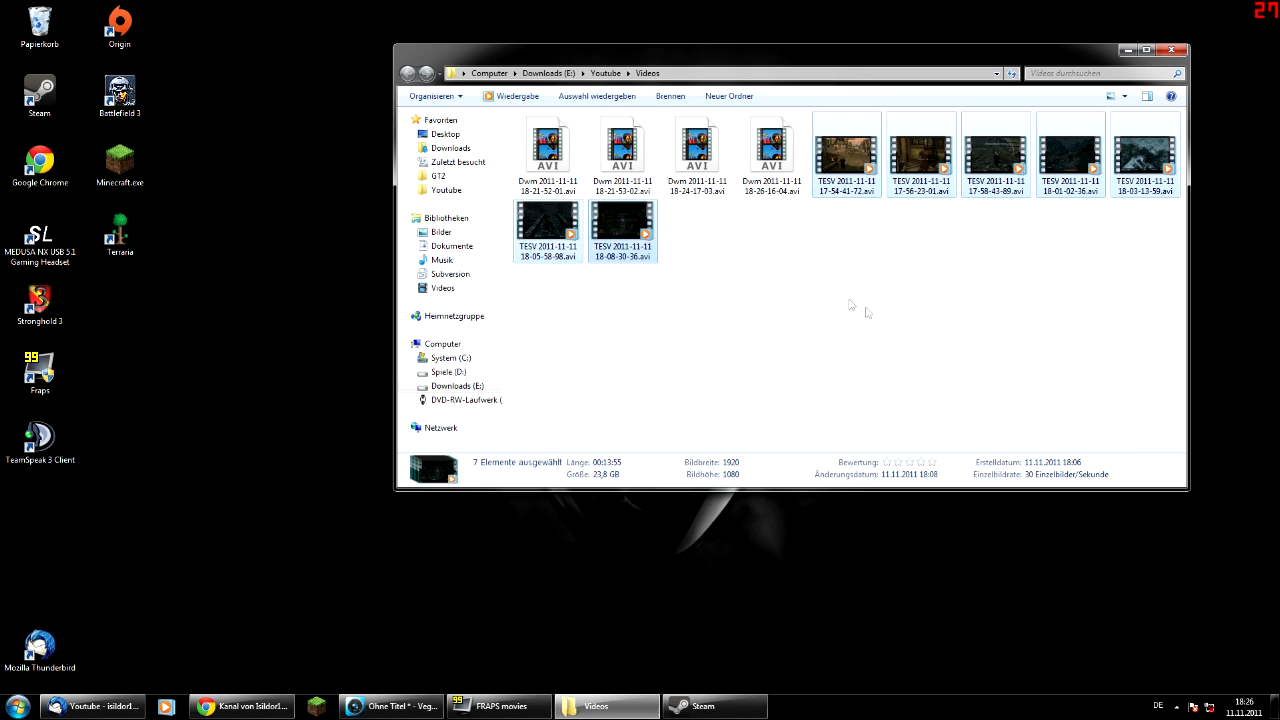 27
Papierkorb
Origin
Steam
Battlefield 3
Google Chrome
Minecraft.exe
SL
MEDUSA NX USB 5.1
Gaming Headset
Terraria
Stronghold 3
99
Fraps
TeamSpeak 3 Client
Mozilla Thunderbird
Computer
Downloads (E:)
Youtube
Videos
Videos durchsuchen
Organisieren
Wiedergabe
Auswahl wiedergeben
Brennen
Neuer Ordner
Favoriten
Desktop
Downloads
Zuletzt besucht
GT2
Youtube
Bibliotheken
Bilder
Dokumente
Musik
Subversion
Videos
Heimnetzgruppe
Computer
System (C:)
Spiele (D:)
Downloads (E:)
DVD-RW-Laufwerk (
Netzwerk
AVI
Dwm 2011-11-11
18-21-52-01.avi
AVI
Dwm 2011-11-11
18-21-53-02.avi
AVI
Dwm 2011-11-11
18-24-17-03.avi
AVI
Dwm 2011-11-11
18-26-16-04.avi
TESV 2011-11-11
17-54-41-72.avi
TESV 2011-11-11
17-56-23-01.avi
TESV 2011-11-11
17-58-43-89.avi
TESV 2011-11-11
18-01-02-36.avi
TESV 2011-11-11
18-03-13-59.avi
TESV 2011-11-11
18-05-58-98.avi
TESV 2011-11-11
18-08-30-36.avi
7 Elemente ausgewählt
Länge: 00:13:55
Größe: 23,8 GB
Bildbreite: 1920
Bildhöhe: 1080
Bewertung:
Änderungsdatum: 11.11.2011 18:08
Erstelldatum: 11.11.2011 18:06
Einzelbildrate: 30 Einzelbilder/Sekunde
Youtube - isildor1...
Kanal von Isildor1...
Ohne Titel * - Veg...
99
FRAPS movies
Videos
Steam
DE
18:26
11.11.2011